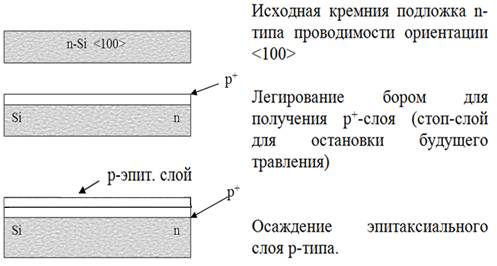 n-Si <100>
Исходная кремния подложка n-
типа проводимости ориентации
<100>
p+
Si
n
Легирование бором для
получения p+-слоя (стоп-слой
для остановки будущего
травления)
p-эпит. слой
p+
Si
n
Осаждение эпитаксиального
слоя p-типа.